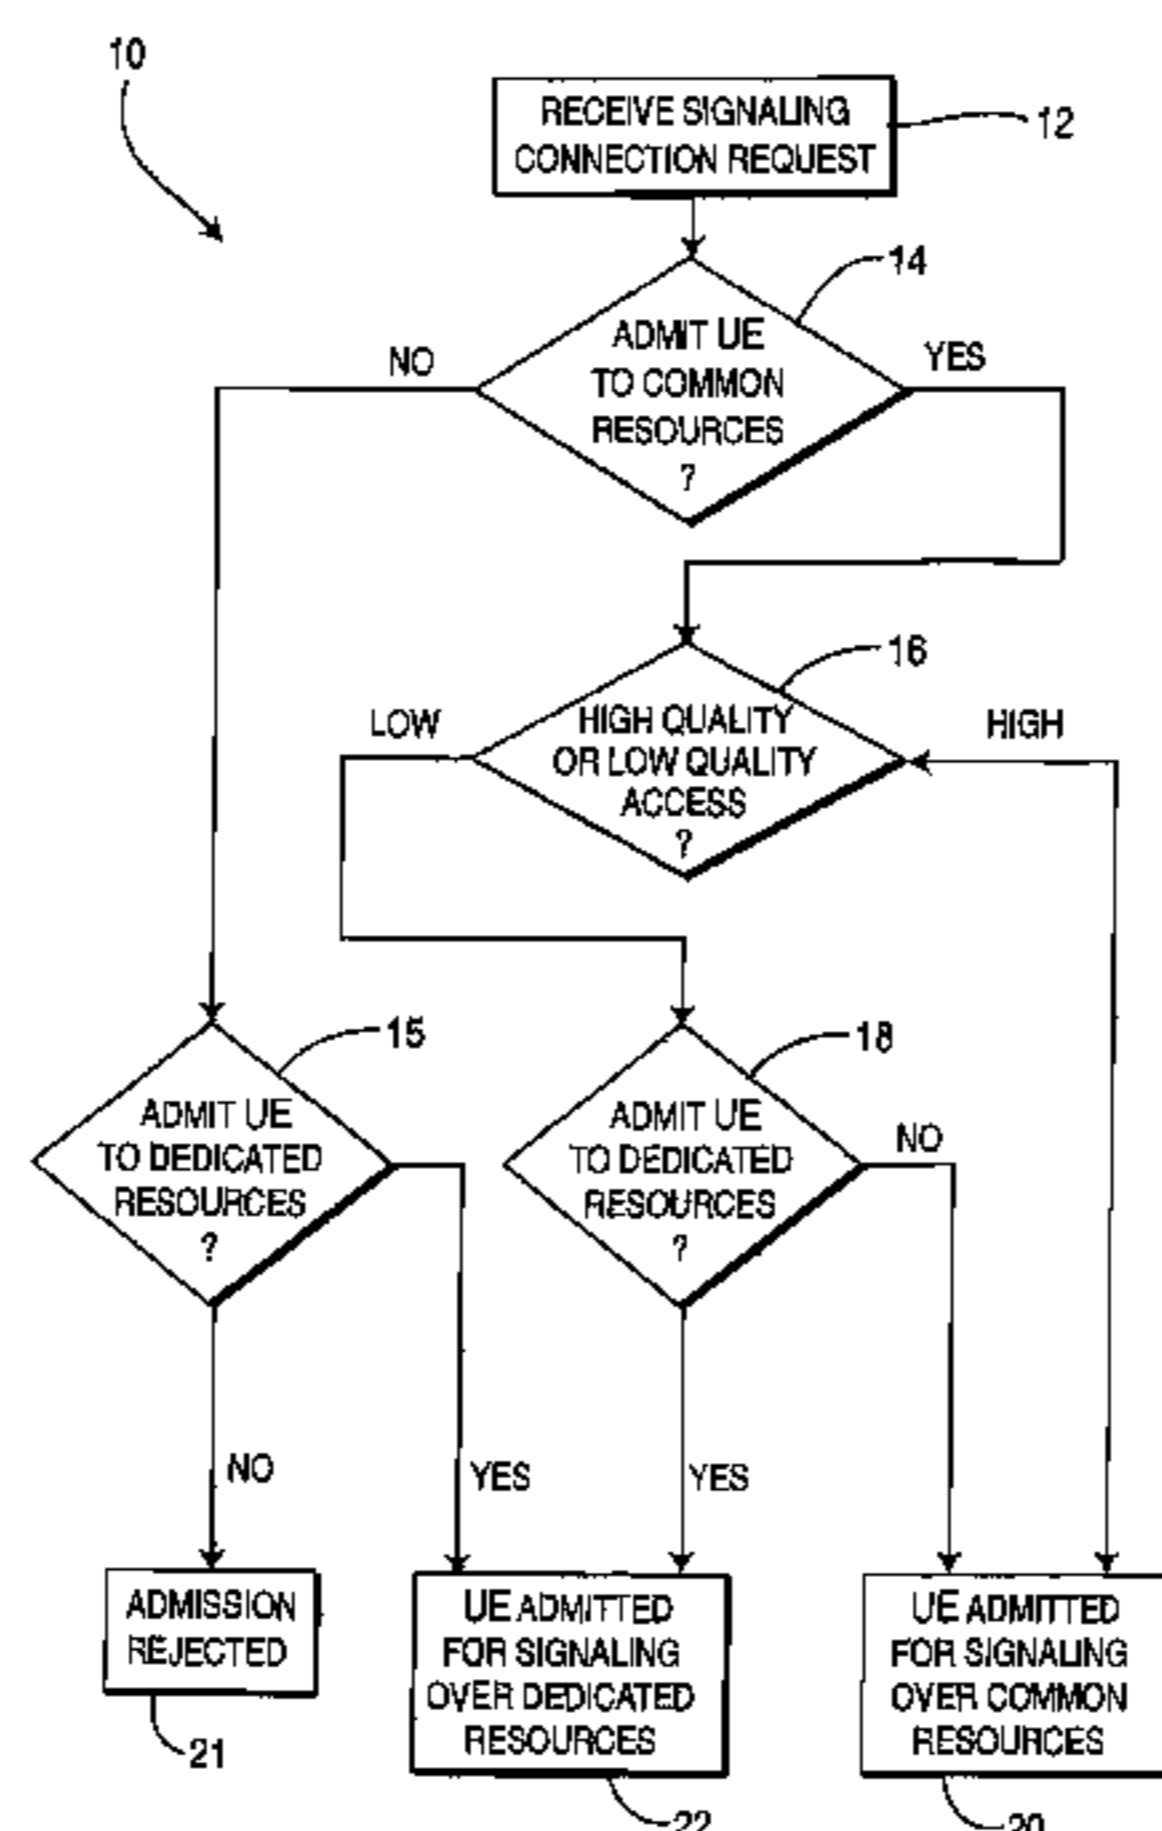 10
RECEIVE SIGNALING
CONNECTION REQUEST
12
14
ADMIT UE
TO COMMON
RESOURCES
?
NO
YES
16
HIGH QUALITY
OR LOW QUALITY
ACCESS
?
LOW
HIGH
15
ADMIT UE
TO DEDICATED
RESOURCES
?
18
ADMIT UE
TO DEDICATED
RESOURCES
?
NO
NO
YES
YES
ADMISSION
REJECTED
21
UE ADMITTED
FOR SIGNALING
OVER DEDICATED
RESOURCES
22
UE ADMITTED
FOR SIGNALING
OVER COMMON
RESOURCES
20